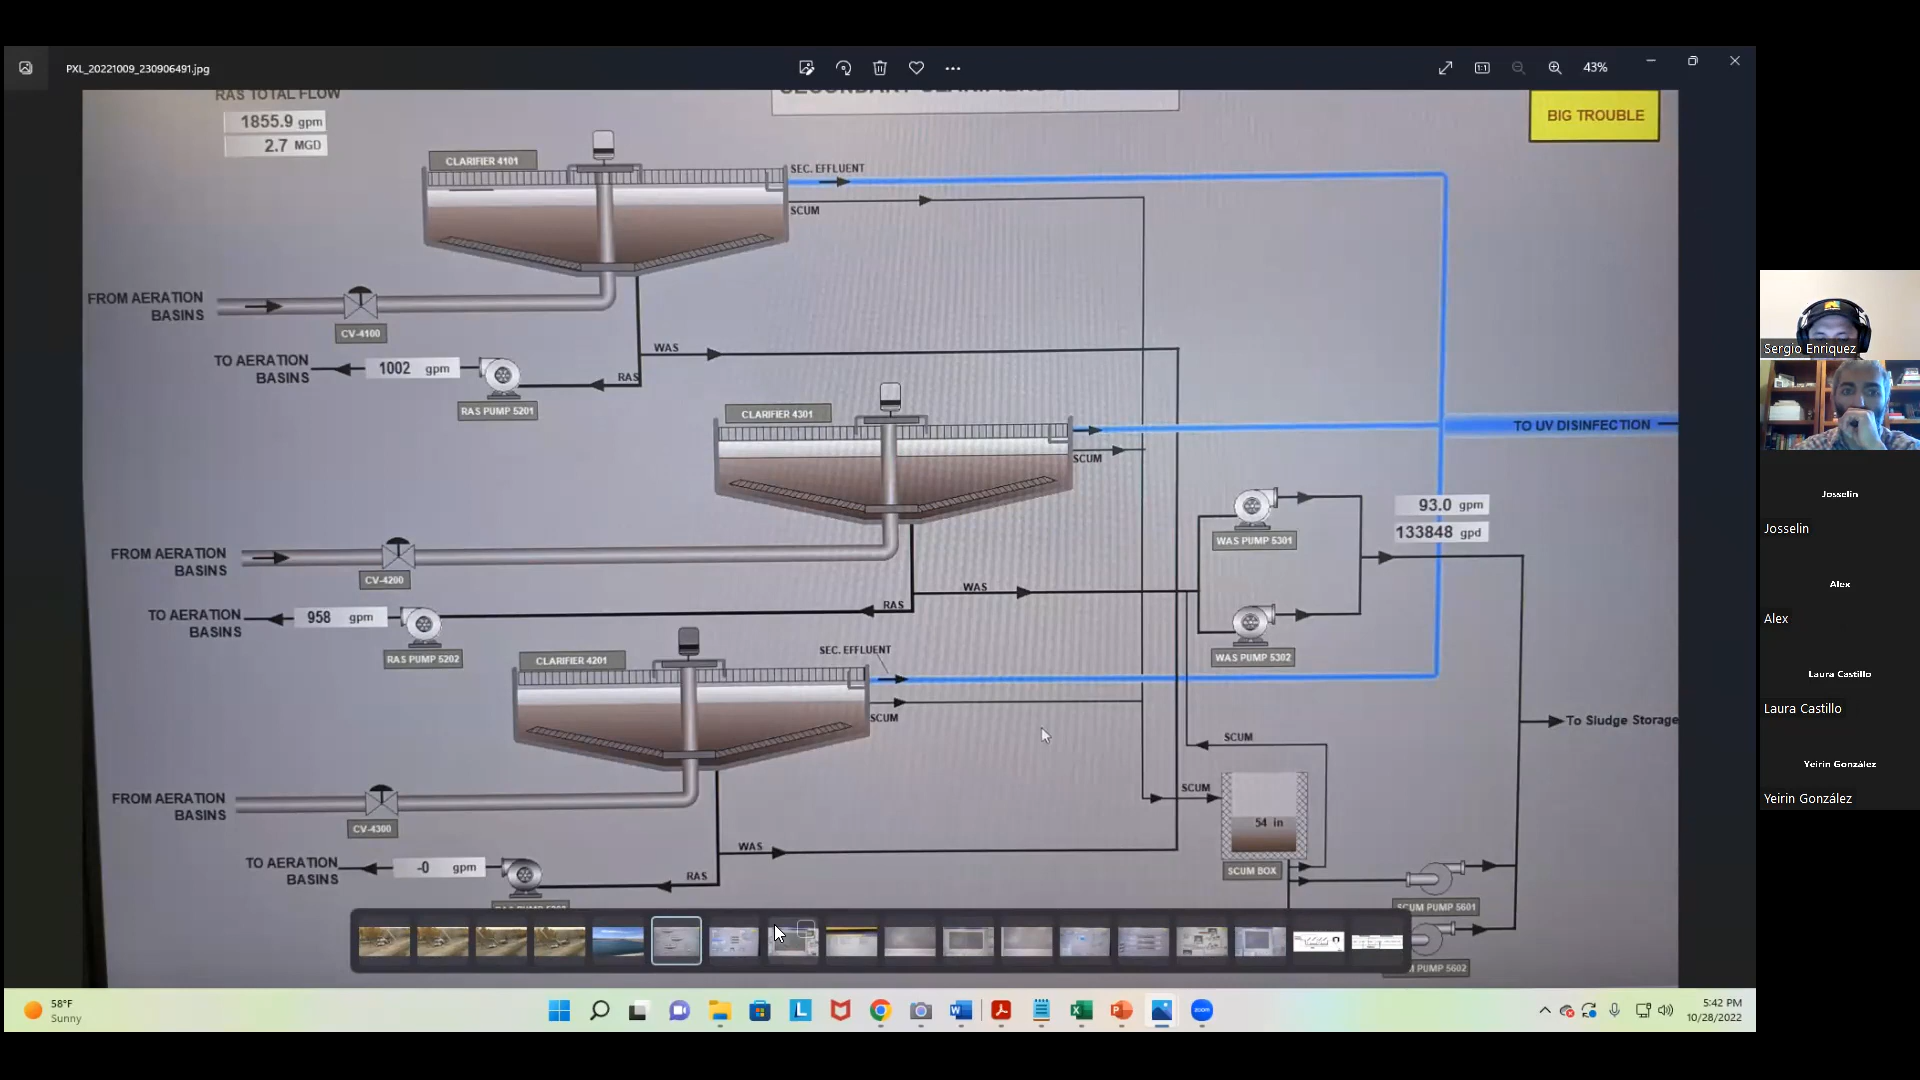 PXL_20221009_230906491.jpg
43%
RAS TOTAL FLOW
1855.9 gpm
2.7 MGD
BIG TROUBLE
CLARIFIER 4101
SEC. EFFLUENT
SCUM
FROM AERATION
BASINS
CV-4100
TO AERATION
BASINS
1002 gpm
RAS PUMP 5201
WAS
RAS
CLARIFIER 4301
SCUM
TO UV DISINFECTION
FROM AERATION
BASINS
CV-4200
TO AERATION
BASINS
958 gpm
RAS PUMP 5202
WAS
RAS
WAS PUMP 5301
WAS PUMP 5302
93.0 gpm
133848 gpd
CLARIFIER 4201
SEC. EFFLUENT
SCUM
FROM AERATION
BASINS
CV-4300
TO AERATION
BASINS
-0 gpm
WAS
RAS
SCUM
SCUM
54 in
SCUM BOX
To Sludge Storage
SCUM PUMP 5601
PUMP 5602
Sergio Enriquez
Josselin
Josselin
Alex
Alex
Laura Castillo
Laura Castillo
Yeirin González
Yeirin González
58°F
Sunny
zoom
5:42 PM
10/28/2022